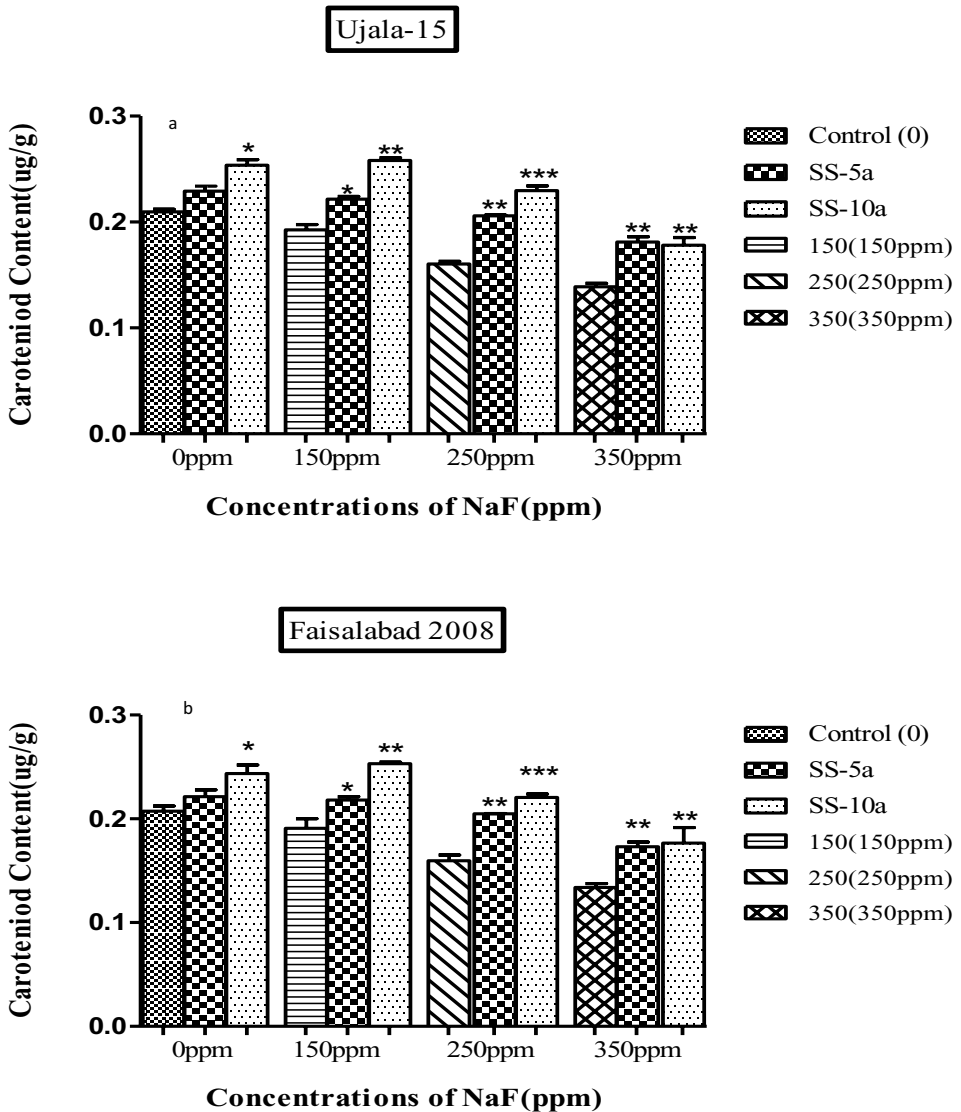 Ujala-15
a
Caroteniod Content(ug/g)
0.3
0.2
0.1
0.0
*
* **
** ***
** **
0ppm 150ppm 250ppm 350ppm
Concentrations of NaF(ppm)
Control (0)
SS-5a
SS-10a
150(150ppm)
250(250ppm)
350(350ppm)
Faisalabad 2008
b
Caroteniod Content(ug/g)
0.3
0.2
0.1
0.0
*
* **
** ***
** **
0ppm 150ppm 250ppm 350ppm
Concentrations of NaF(ppm)
Control (0)
SS-5a
SS-10a
150(150ppm)
250(250ppm)
350(350ppm)